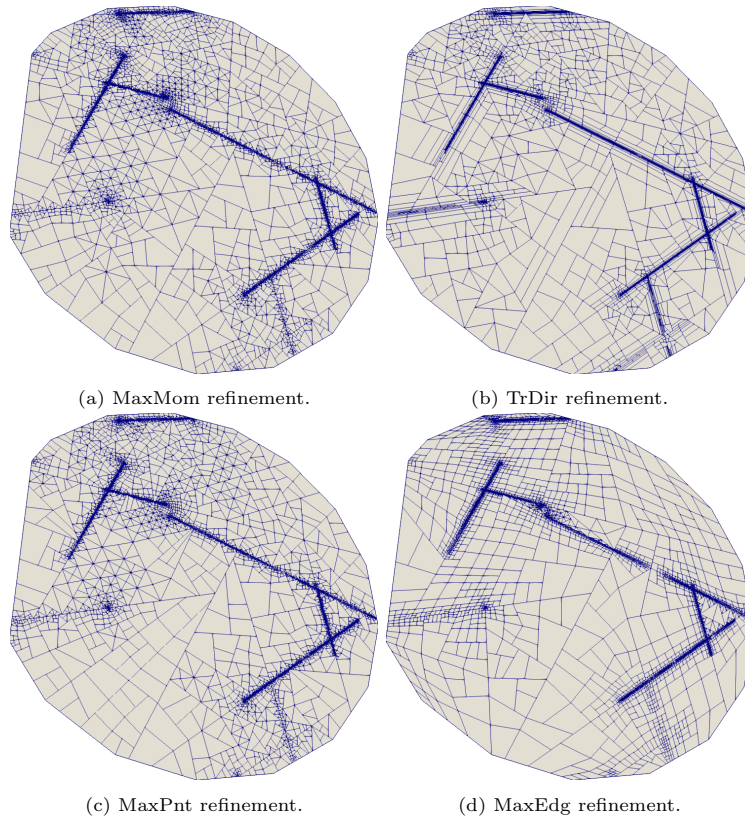 (a) MaxMom refinement.
(b) TrDir refinement.
(c) MaxPnt refinement.
(d) MaxEdg refinement.